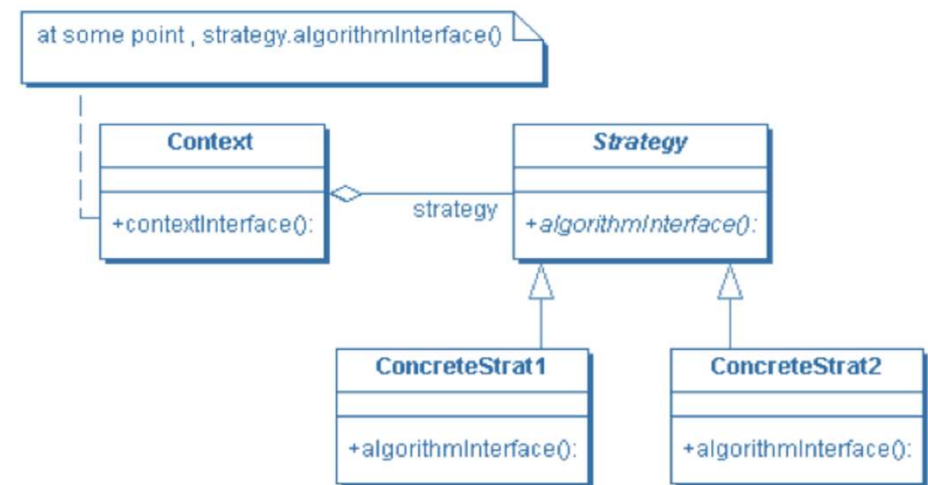 at some point , strategy.algorithmInterface()
Context
Strategy
strategy
+contextInterface():
+algorithmInterface():
ConcreteStrat1
ConcreteStrat2
+algorithmInterface():
+algorithmInterface():